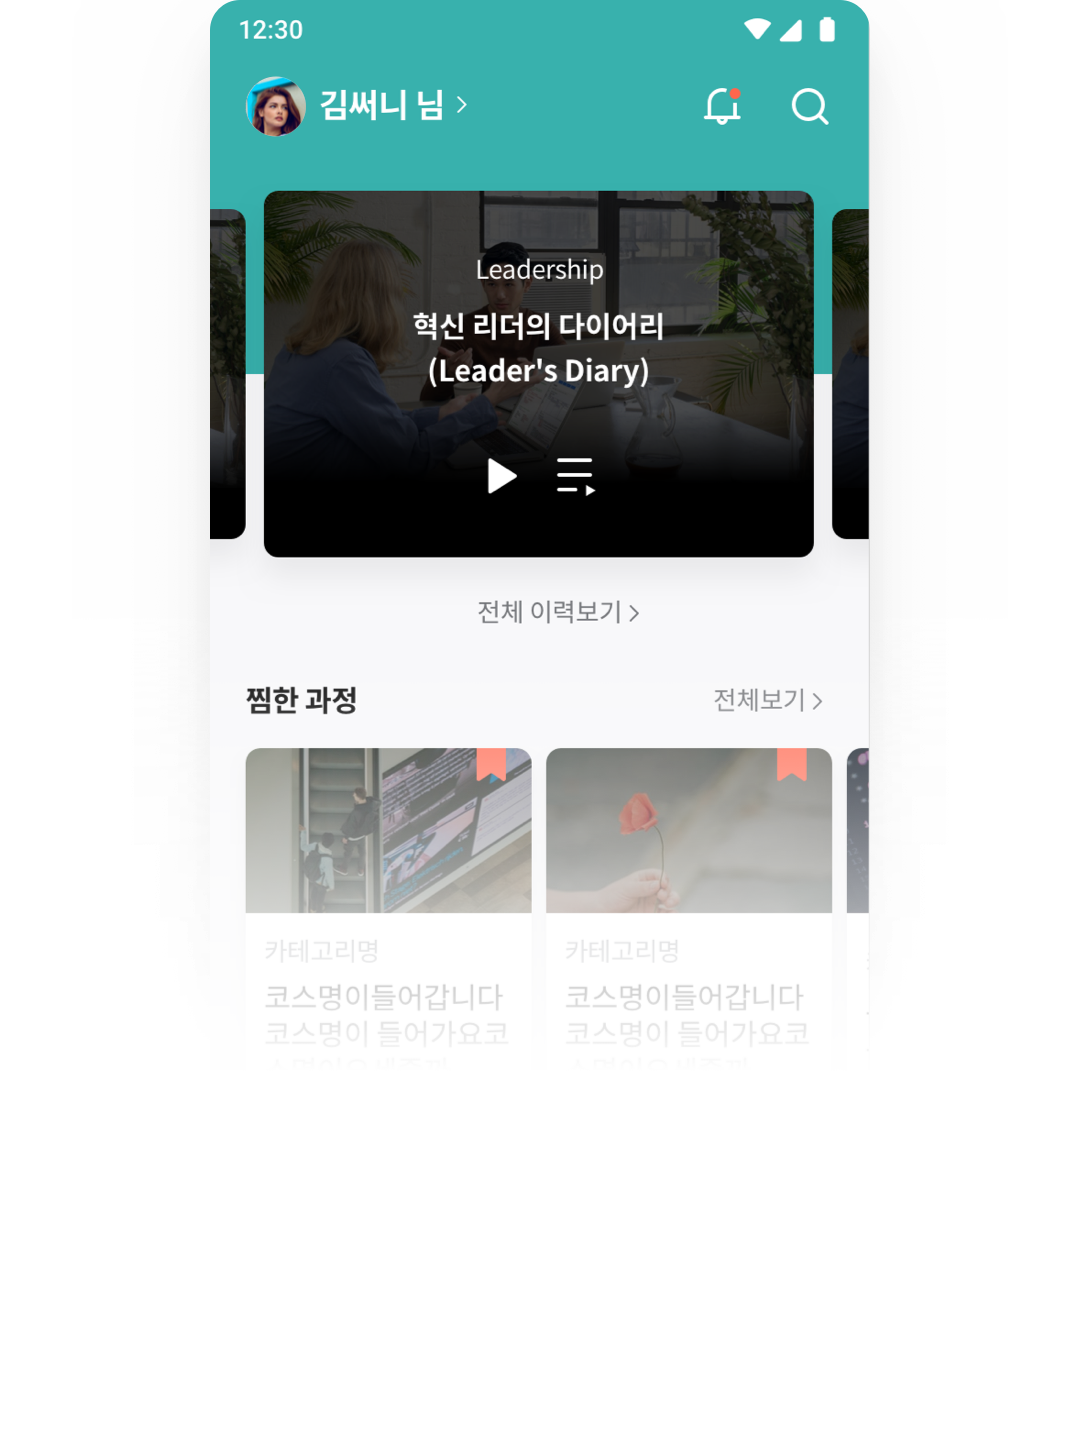 12:30
김써니 님
Leadership
혁신 리더의 다이어리
(Leader's Diary)
전체 이력보기
찜한 과정
전체보기
카테고리명
코스명이들어갑니다
코스명이 들어가요코
카테고리명
코스명이들어갑니다
코스명이 들어가요코